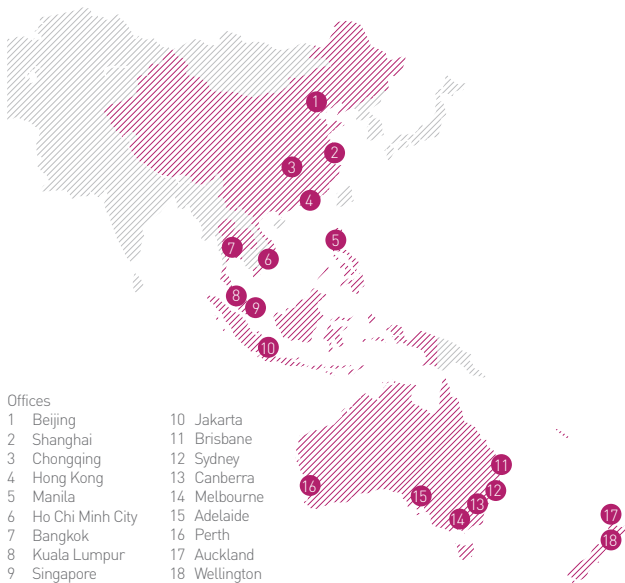 1
2
3
4
5
7
6
8
9
10
11
16
15
12
13
14
17
18
Offices
1 Beijing
2 Shanghai
3 Chongqing
4 Hong Kong
5 Manila
6 Ho Chi Minh City
7 Bangkok
8 Kuala Lumpur
9 Singapore
10 Jakarta
11 Brisbane
12 Sydney
13 Canberra
14 Melbourne
15 Adelaide
16 Perth
17 Auckland
18 Wellington